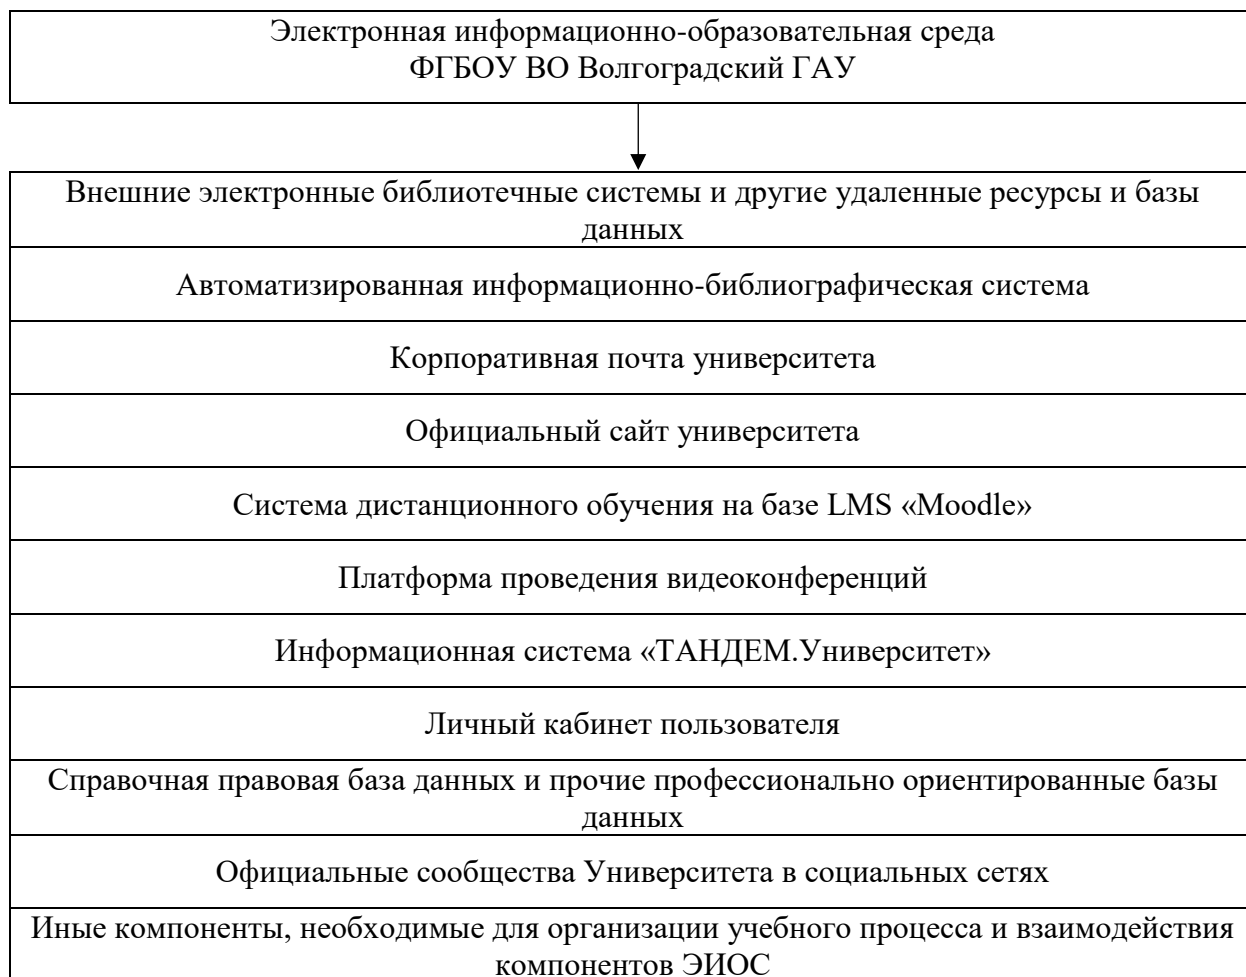 Электронная информационно-образовательная среда
ФГБОУ ВО Волгоградский ГАУ
Внешние электронные библиотечные системы и другие удаленные ресурсы и базы
данных
Автоматизированная информационно-библиографическая система
Корпоративная почта университета
Официальный сайт университета
Система дистанционного обучения на базе LMS «Moodle»
Платформа проведения видеоконференций
Информационная система «ТАНДЕМ.Университет»
Личный кабинет пользователя
Справочная правовая база данных и прочие профессионально ориентированные базы
данных
Официальные сообщества Университета в социальных сетях
Иные компоненты, необходимые для организации учебного процесса и взаимодействия
компонентов ЭИОС